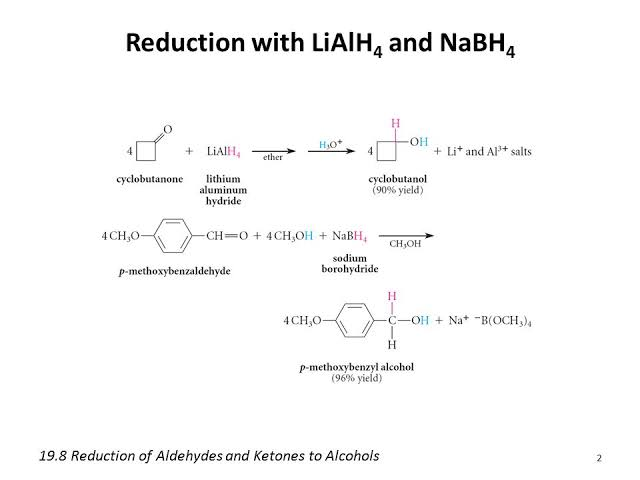 Reduction with LiAlH₄ and NaBH₄
H
O
4 + LiAlH₄ ether H₃O⁺ 4 OH + Li⁺ and Al³⁺ salts
cyclobutanone lithium cyclobutanol
aluminum (90% yield)
hydride
4 CH₃O CH=O + 4 CH₃OH + NaBH₄ CH₃OH
sodium
p-methoxybenzaldehyde borohydride
H
4 CH₃O C—OH + Na⁺ ⁻B(OCH₃)₄
H
p-methoxybenzyl alcohol
(96% yield)
19.8 Reduction of Aldehydes and Ketones to Alcohols 2